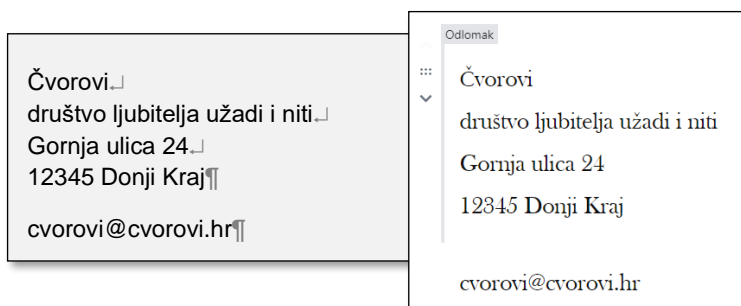 Čvorovi↵
društvo ljubitelja užadi i niti↵
Gornja ulica 24↵
12345 Donji Kraj¶
cvorovi@cvorovi.hr¶
Odlomak
Čvorovi
društvo ljubitelja užadi i niti
Gornja ulica 24
12345 Donji Kraj
cvorovi@cvorovi.hr